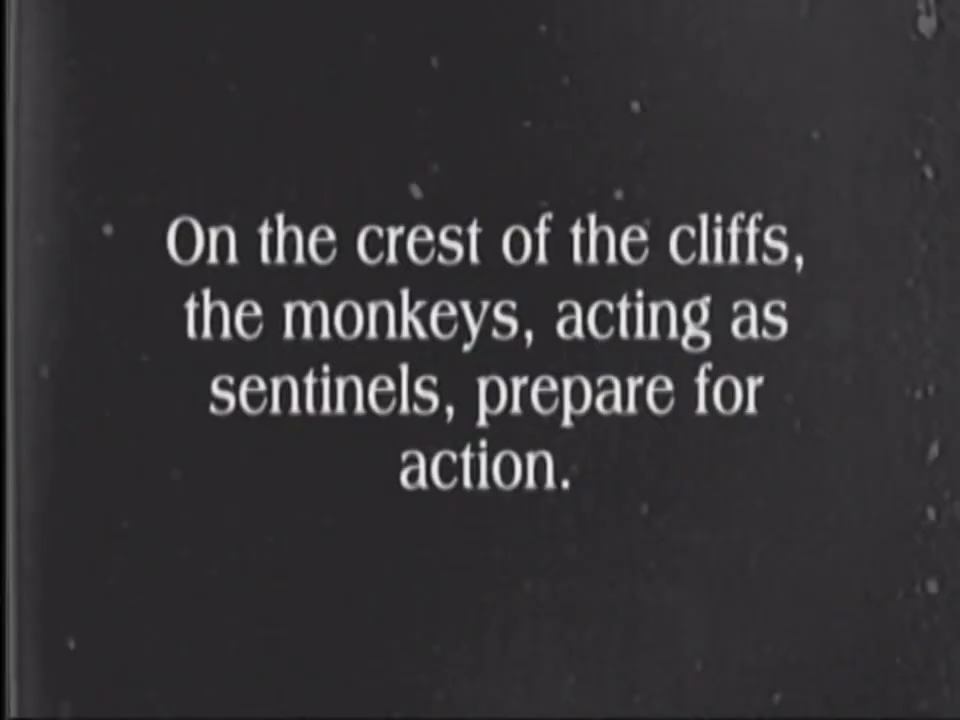 On the crest of the cliffs,
the monkeys, acting as
sentinels, prepare for
action.